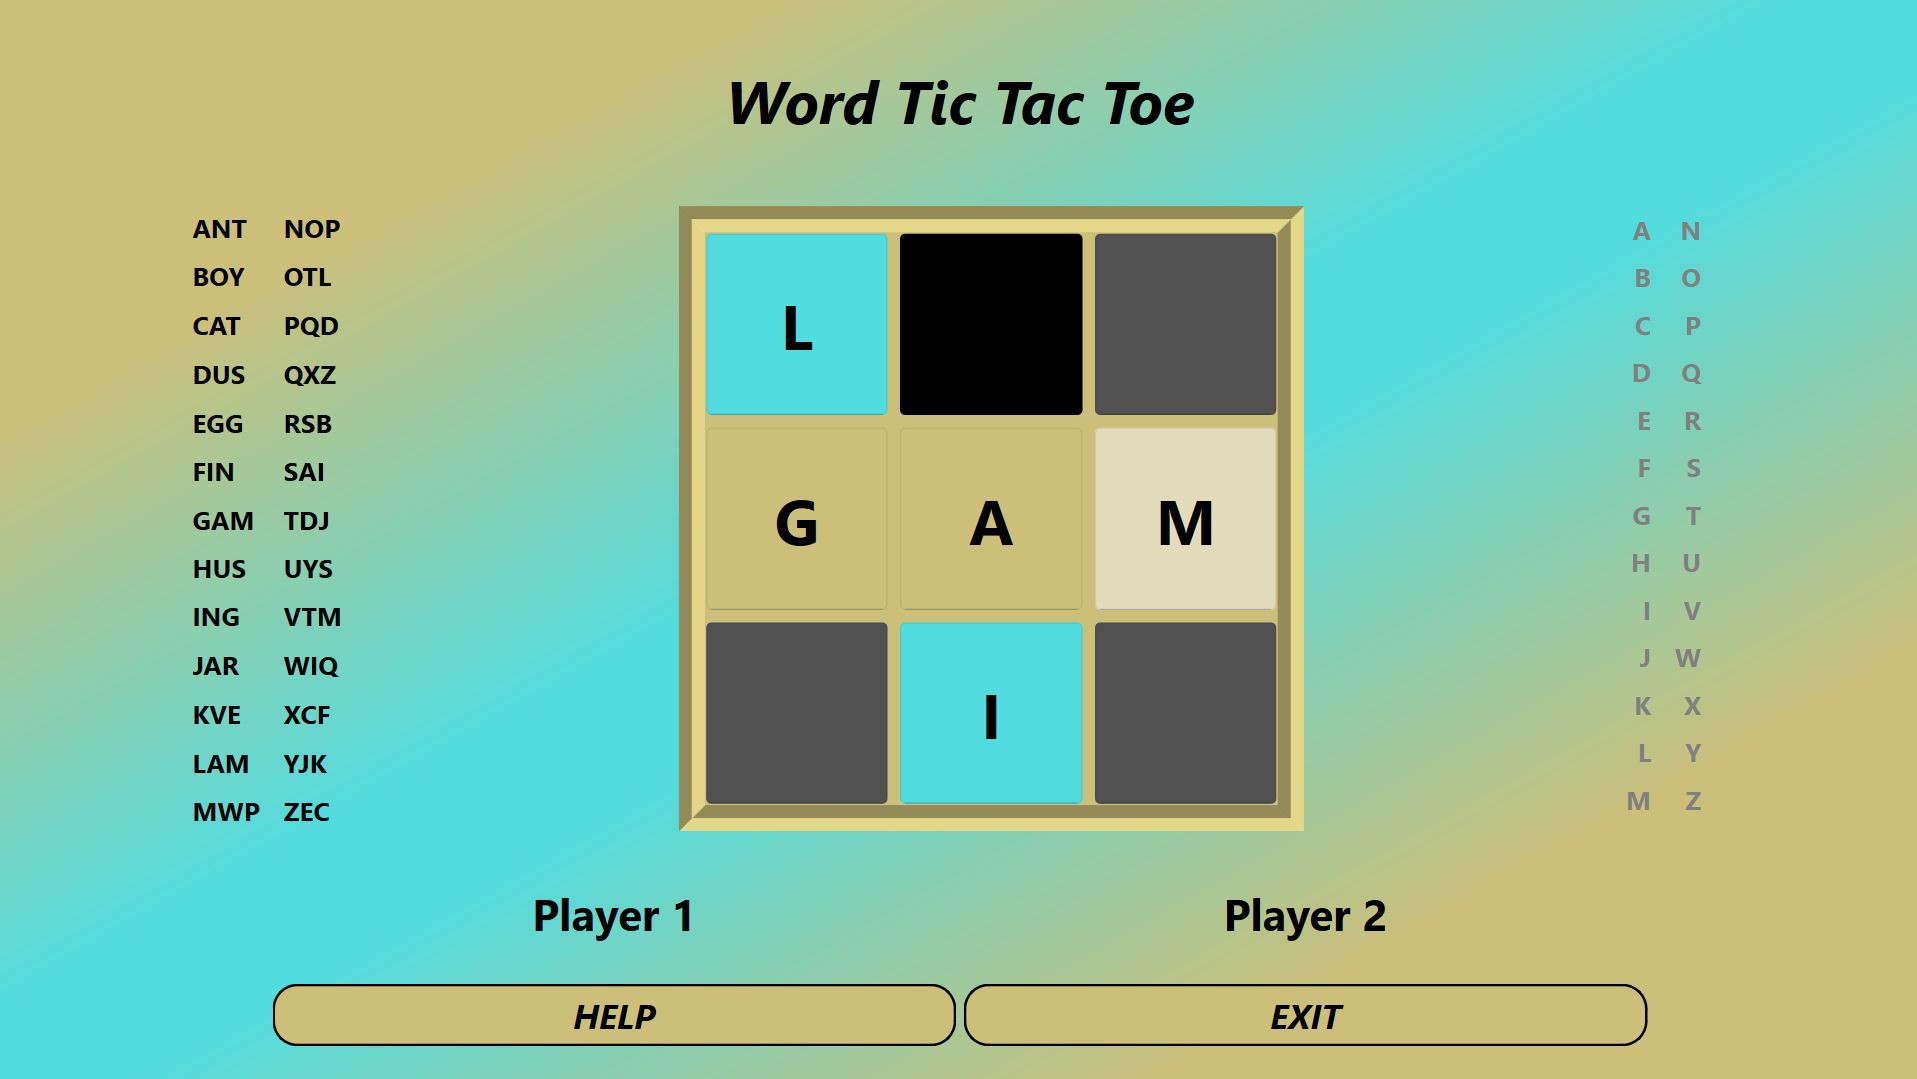 Word Tic Tac Toe
ANT NOP
BOY OTL
CAT PQD
DUS QXZ
EGG RSB
FIN SAI
GAM TDJ
HUS UYS
ING VTM
JAR WIQ
KVE XCF
LAM YJK
MWP ZEC
L
G A M
I
A N
B O
C P
D Q
E R
F S
G T
H U
I V
J W
K X
L Y
M Z
Player 1 Player 2
HELP EXIT